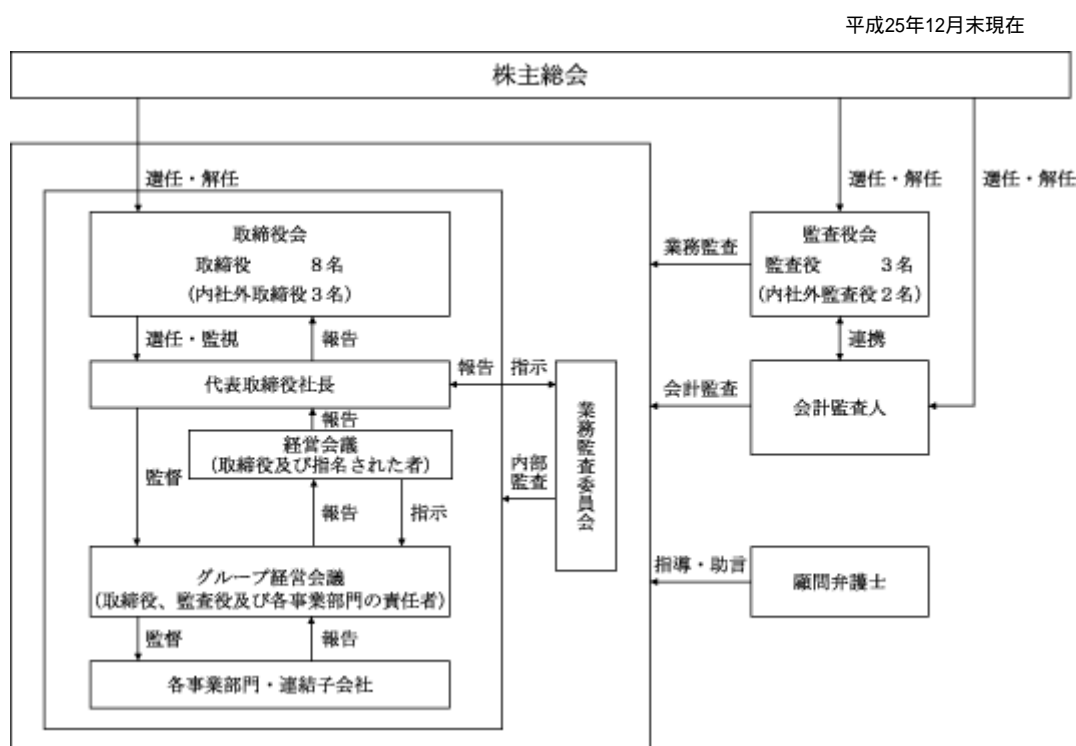 平成25年12月末現在
株主総会
選任・解任
選任・解任
選任・解任
取締役会
取締役 8名
(内社外取締役3名)
業務監査
監査役会
監査役 3名
(内社外監査役2名)
選任・監視
報告
連携
代表取締役社長
報告
指示
業務監査委員会
会計監査
会計監査人
報告
経営会議
(取締役及び指名された者)
監督
内部
監査
報告
指示
グループ経営会議
(取締役、監査役及び各事業部門の責任者)
指導・助言
顧問弁護士
監督
報告
各事業部門・連結子会社